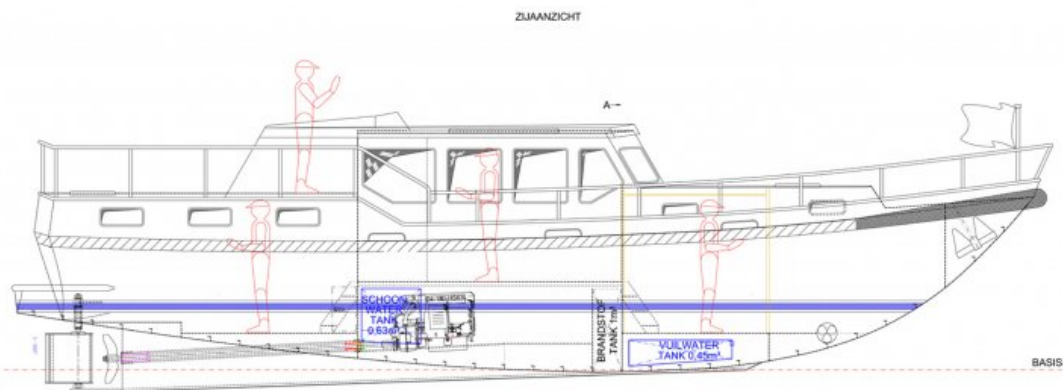 ZIJAANZICHT
A
SCHOON
WATER
TANK
0,63m³
BRANDSTOF
TANK 1m³
VUILWATER
TANK 0,45m³
BASIS